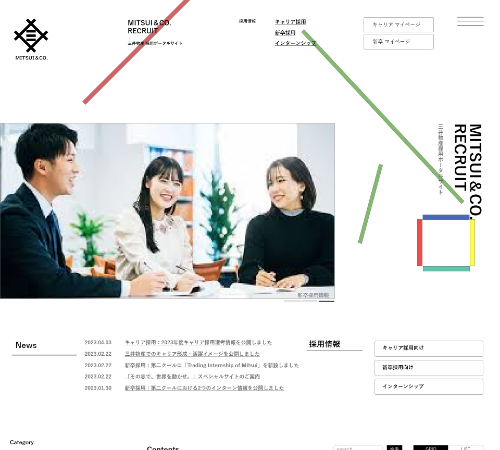 MITSUI & CO.
MITSUI & CO.
RECRUIT
三井物産 採用ポータルサイト
採用情報
キャリア採用
新卒採用
インターンシップ
キャリア マイページ
新卒 マイページ
MITSUI & CO.
RECRUIT
三井物産採用ポータルサイト
新卒採用情報
News
2023.04.03 キャリア採用：2023年度キャリア採用選考情報を公開しました
2023.02.22 三井物産でのキャリア形成・活躍イメージを公開しました
2023.02.22 新卒採用：第二クールに「Trading Internship of Mitsui」を新設しました
2023.02.22 「その意で、世界を動かせ。」スペシャルサイトのご案内
2023.01.30 新卒採用：第二クールにおける2つのインターン情報を公開しました
採用情報
キャリア採用向け
新卒採用向け
インターンシップ
Category
Contents
search
検索
GRID
LIST